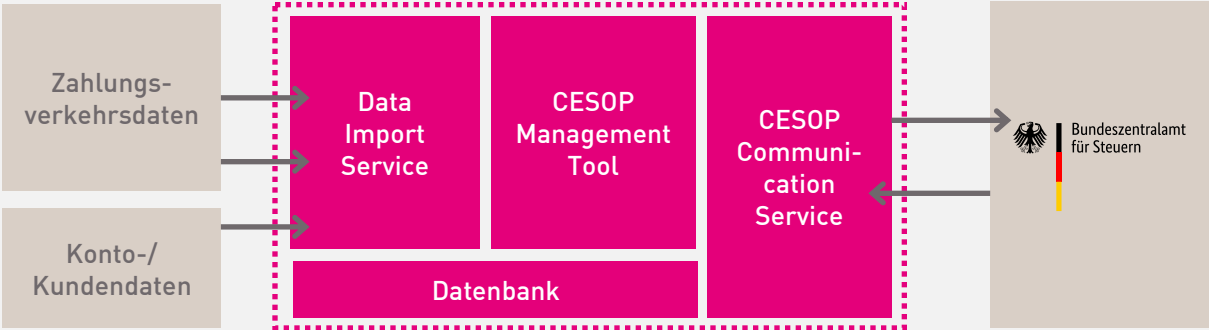 Zahlungs-
verkehrsdaten
Konto-/
Kundendaten
Data
Import
Service
CESOP
Management
Tool
Datenbank
CESOP
Communi-
cation
Service
Bundeszentralamt
für Steuern